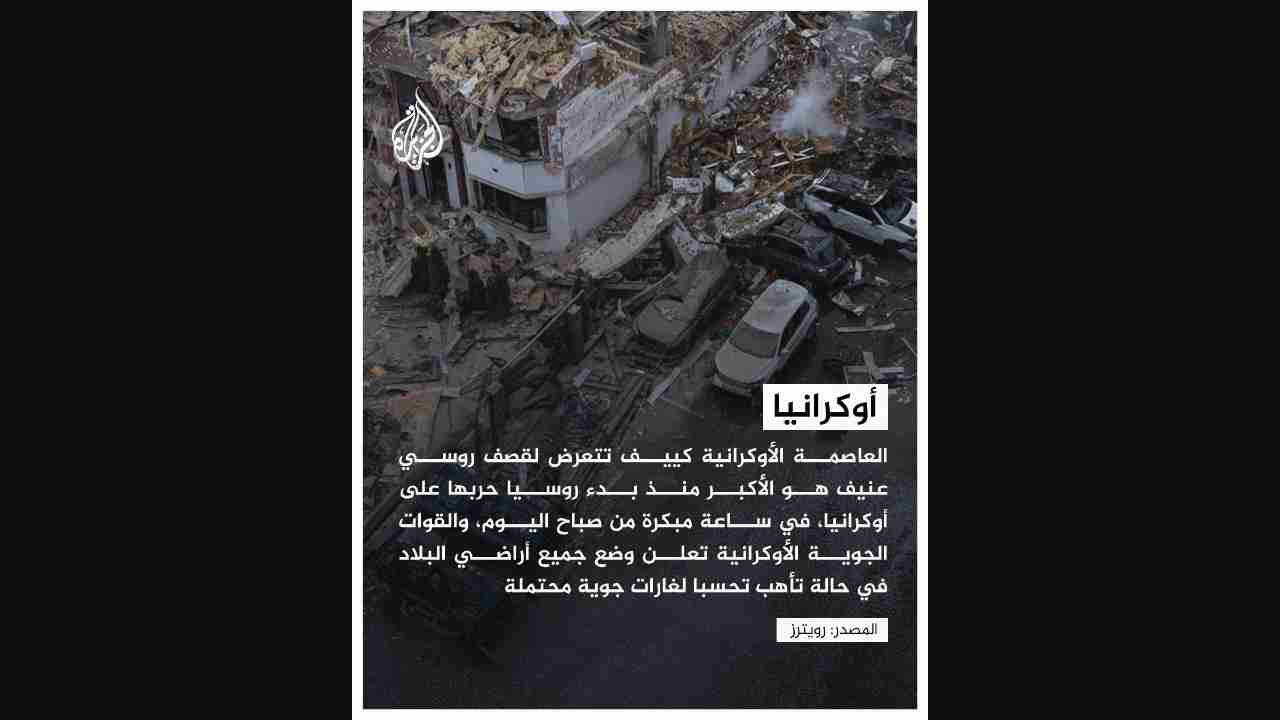 الجزيرة
أوكرانيا
العاصمة الأوكرانية كييف تتعرض لقصف روسي
عنيف هو الأكبر منذ بدء روسيا حربها على
أوكرانيا، في ساعة مبكرة من صباح اليوم، والقوات
الجوية الأوكرانية تعلن وضع جميع أراضي البلاد
في حالة تأهب تحسبا لغارات جوية محتملة
المصدر: رويترز